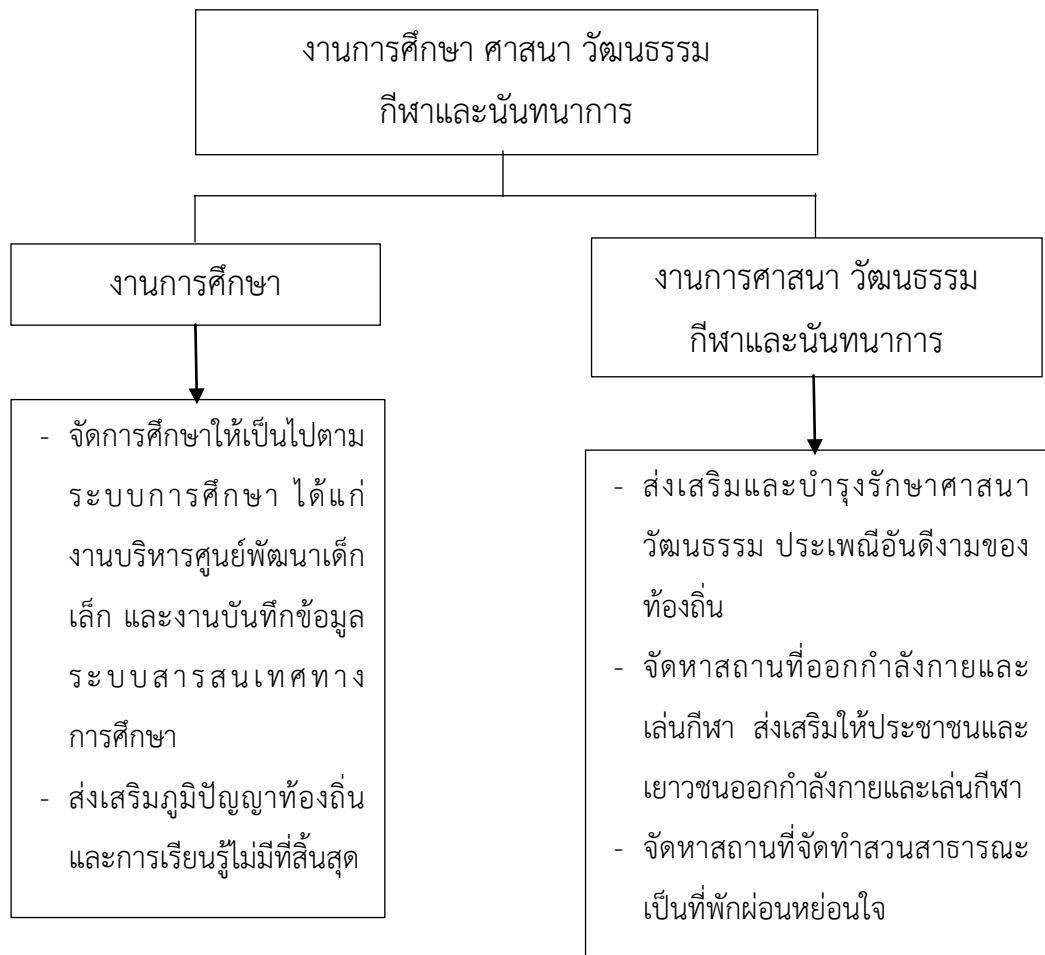 งานการศึกษา ศาสนา วัฒนธรรม
กีฬาและนันทนาการ
งานการศึกษา
- จัดการศึกษาให้เป็นไปตาม
ระบบการศึกษา ได้แก่
งานบริหารศูนย์พัฒนาเด็ก
เล็ก และงานบันทึกข้อมูล
ระบบสารสนเทศทาง
การศึกษา
- ส่งเสริมภูมิปัญญาท้องถิ่น
และการเรียนรู้ไม่มีที่สิ้นสุด
งานการศาสนา วัฒนธรรม
กีฬาและนันทนาการ
- ส่งเสริมและบำรุงรักษาศาสนา
วัฒนธรรม ประเพณีอันดีงามของ
ท้องถิ่น
- จัดหาสถานที่ออกกำลังกายและ
เล่นกีฬา ส่งเสริมให้ประชาชนและ
เยาวชนออกกำลังกายและเล่นกีฬา
- จัดหาสถานที่จัดทำสวนสาธารณะ
เป็นที่พักผ่อนหย่อนใจ